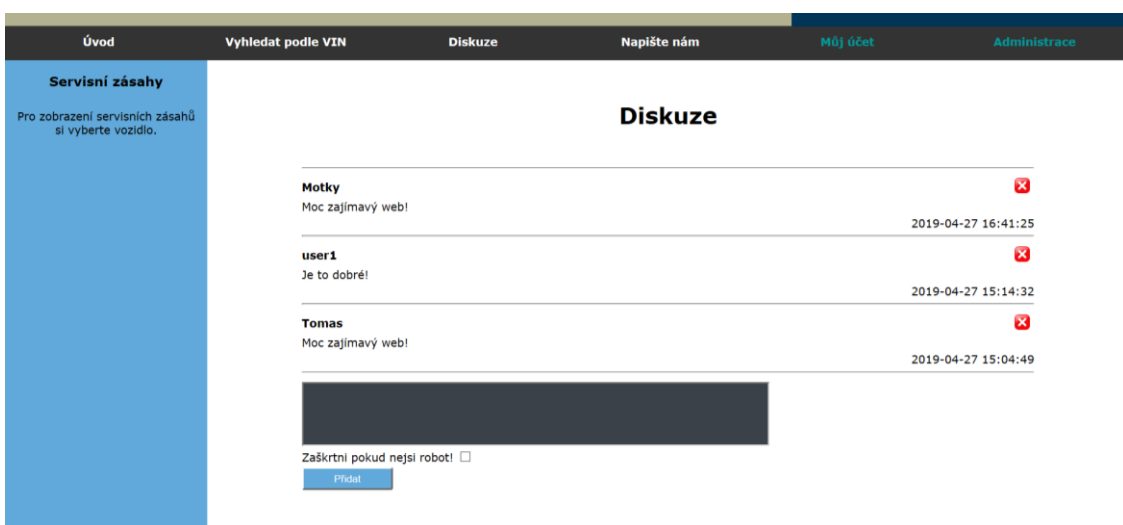 Úvod Vyhledat podle VIN Diskuze Napište nám Můj účet Administrace
Servisní zásahy
Pro zobrazení servisních zásahů
si vyberte vozidlo.
Diskuze
Motky
Moc zajímavý web!
2019-04-27 16:41:25
user1
Je to dobré!
2019-04-27 15:14:32
Tomas
Moc zajímavý web!
2019-04-27 15:04:49
Zaškrtni pokud nejsi robot!
Přidat